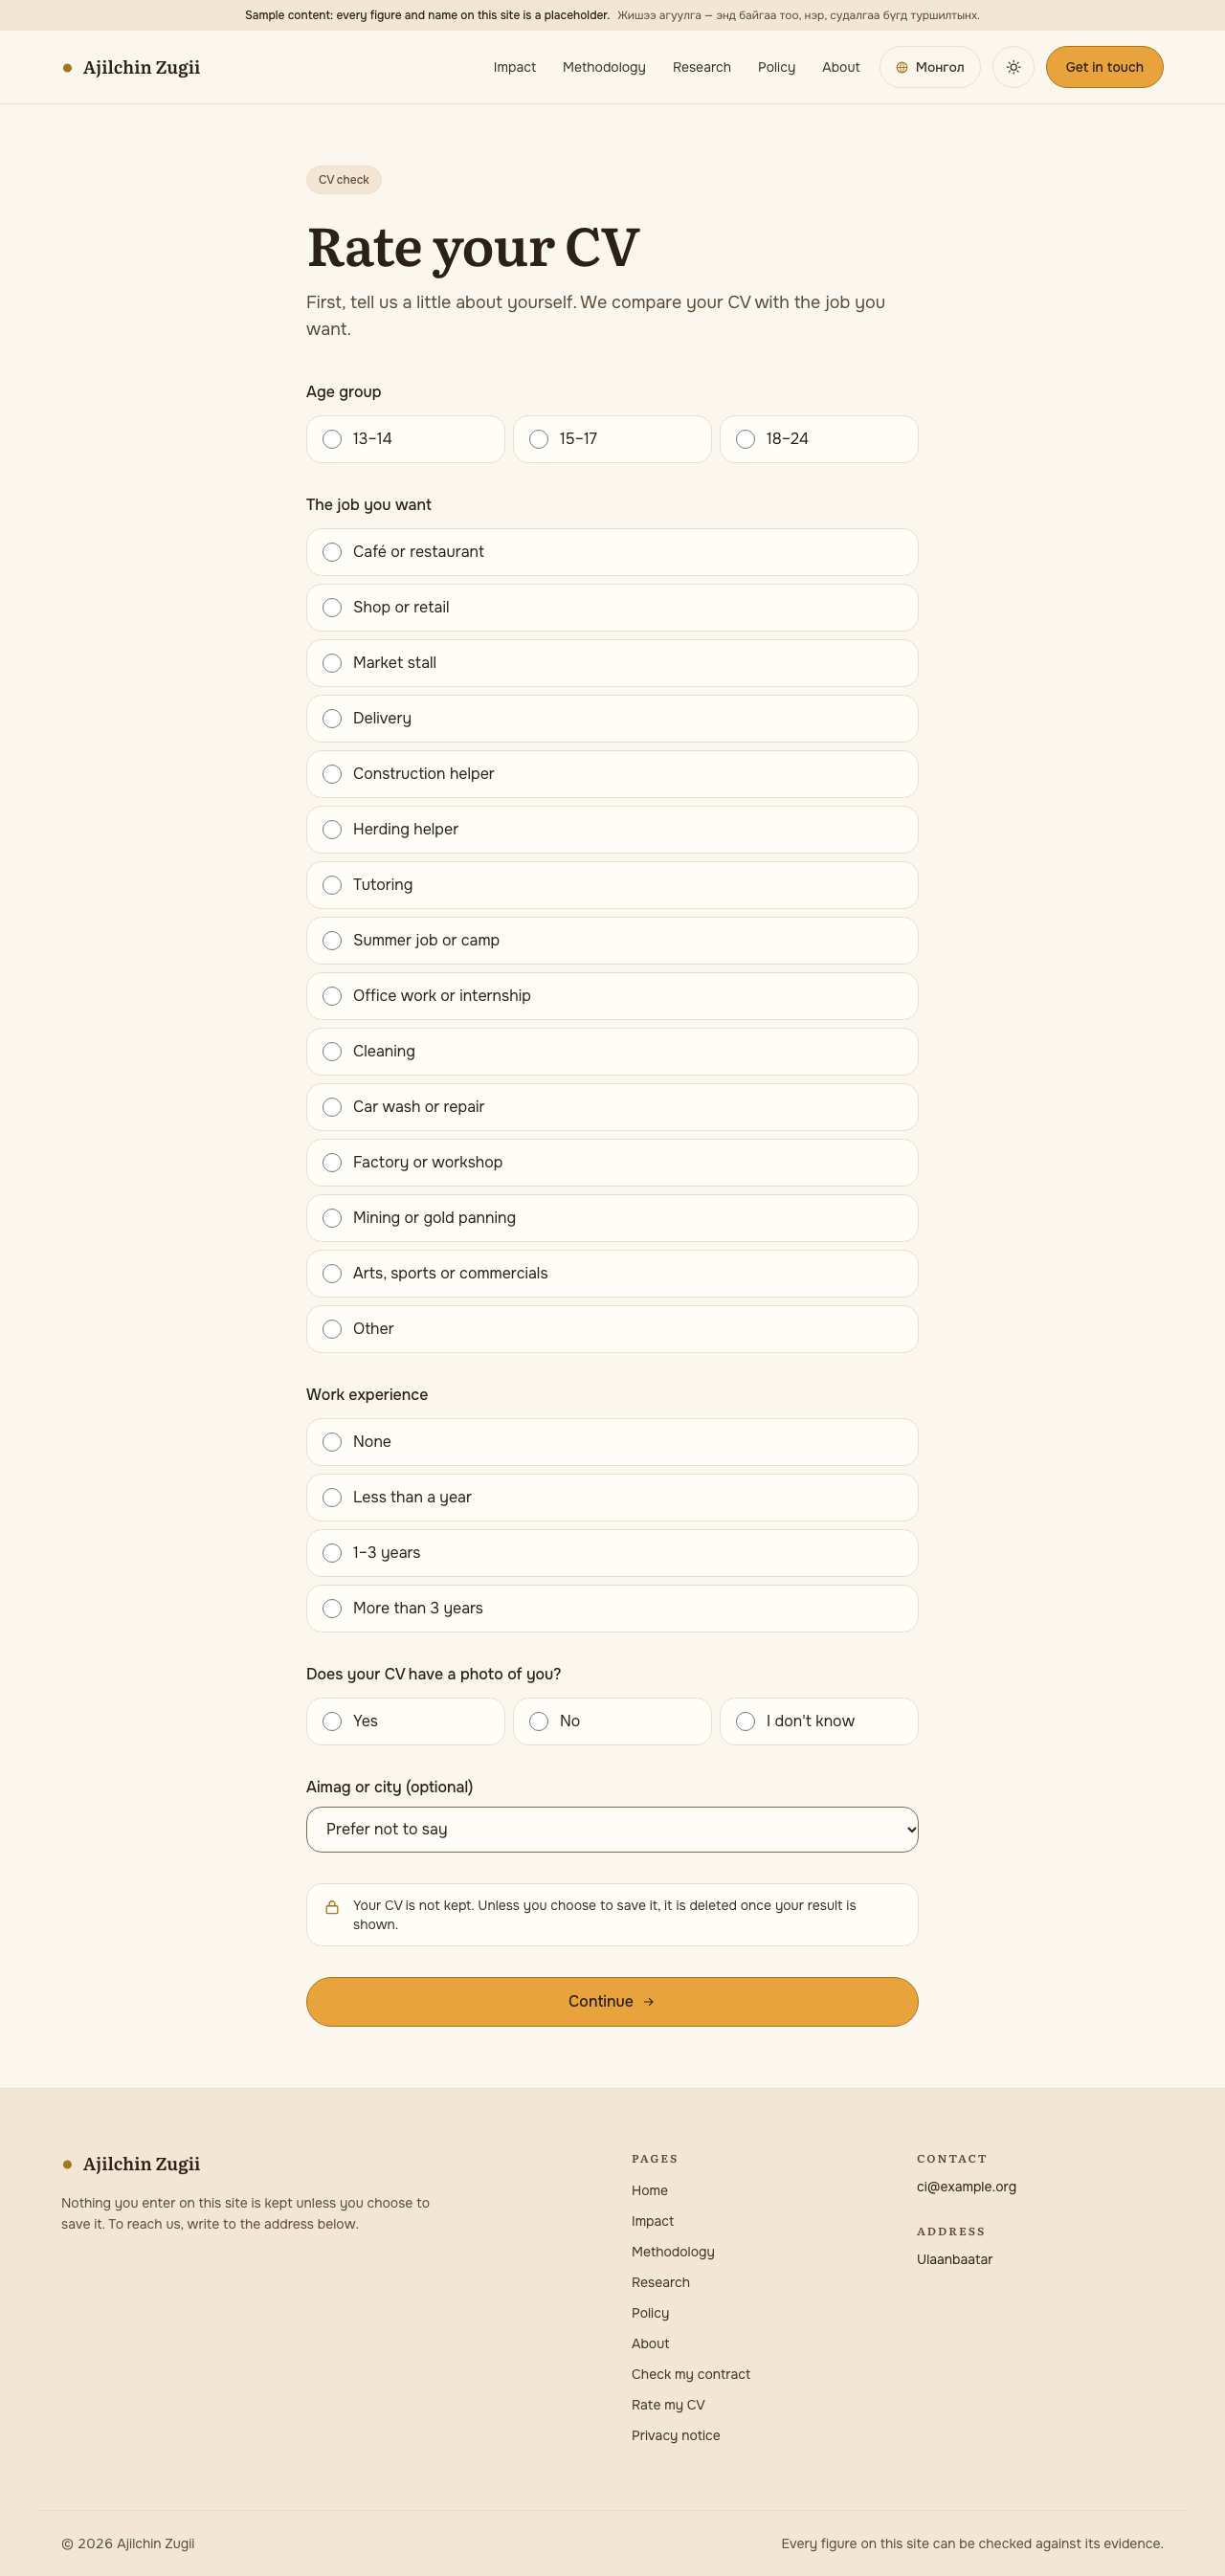 Sample content: every figure and name on this site is a placeholder. Жишээ агуулга — энд байгаа тоо, нэр, судалгаа бүгд туршилтынх.
Ajilchin Zugii
Impact
Methodology
Research
Policy
About
Монгол
Get in touch
CV check
Rate your CV
First, tell us a little about yourself. We compare your CV with the job you
want.
Age group
13–14
15–17
18–24
The job you want
Café or restaurant
Shop or retail
Market stall
Delivery
Construction helper
Herding helper
Tutoring
Summer job or camp
Office work or internship
Cleaning
Car wash or repair
Factory or workshop
Mining or gold panning
Arts, sports or commercials
Other
Work experience
None
Less than a year
1–3 years
More than 3 years
Does your CV have a photo of you?
Yes
No
I don't know
Aimag or city (optional)
Prefer not to say
Your CV is not kept. Unless you choose to save it, it is deleted once your result is
shown.
Continue →
Ajilchin Zugii
Nothing you enter on this site is kept unless you choose to
save it. To reach us, write to the address below.
PAGES
Home
Impact
Methodology
Research
Policy
About
Check my contract
Rate my CV
Privacy notice
CONTACT
ci@example.org
ADDRESS
Ulaanbaatar
© 2026 Ajilchin Zugii
Every figure on this site can be checked against its evidence.